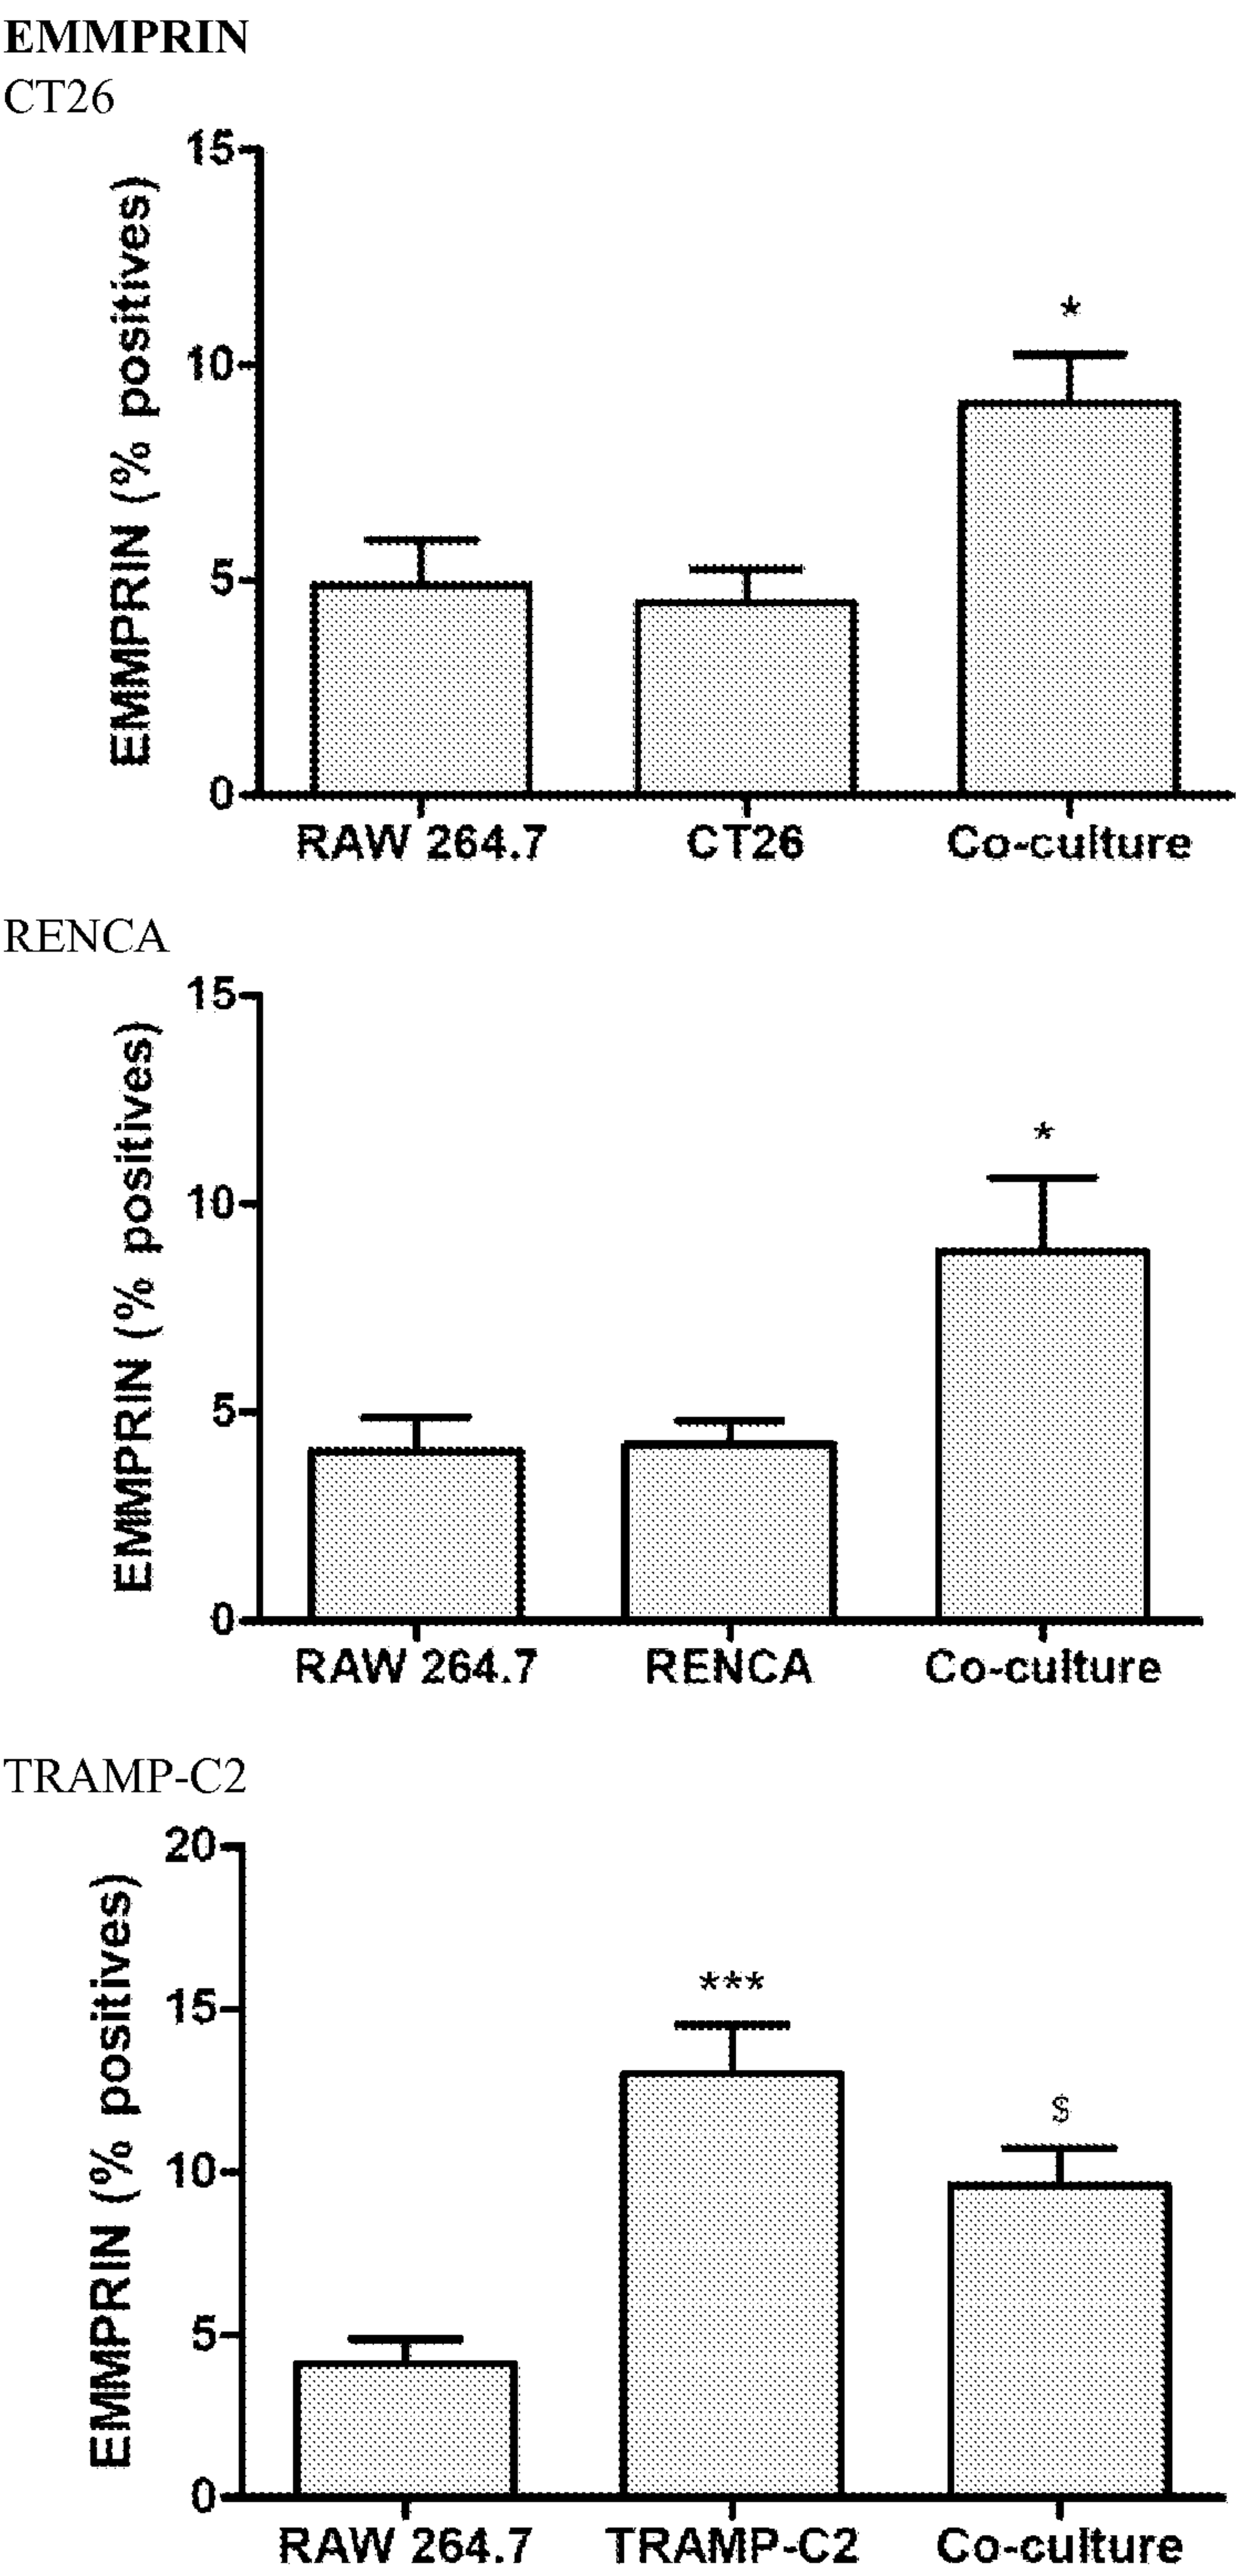 EMMPRIN
CT26
EMMPRIN (% positives)
15
10
5
0
*
RAW 264.7 CT26 Co-culture
RENCA
EMMPRIN (% positives)
15
10
5
0
*
RAW 264.7 RENCA Co-culture
TRAMP-C2
EMMPRIN (% positives)
20
15
10
5
0
***
$
RAW 264.7 TRAMP-C2 Co-culture